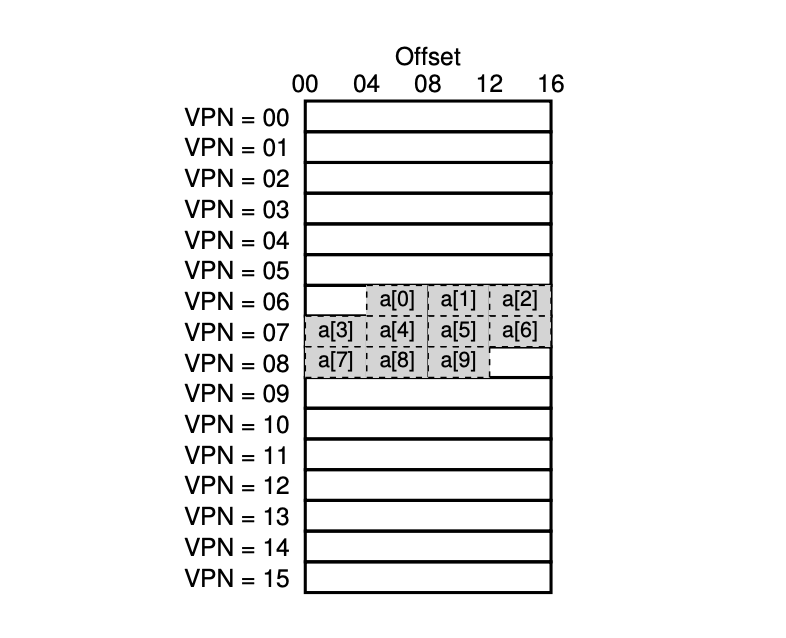 Offset
00 04 08 12 16
VPN = 00
VPN = 01
VPN = 02
VPN = 03
VPN = 04
VPN = 05
VPN = 06 a[0] a[1] a[2]
VPN = 07 a[3] a[4] a[5] a[6]
VPN = 08 a[7] a[8] a[9]
VPN = 09
VPN = 10
VPN = 11
VPN = 12
VPN = 13
VPN = 14
VPN = 15